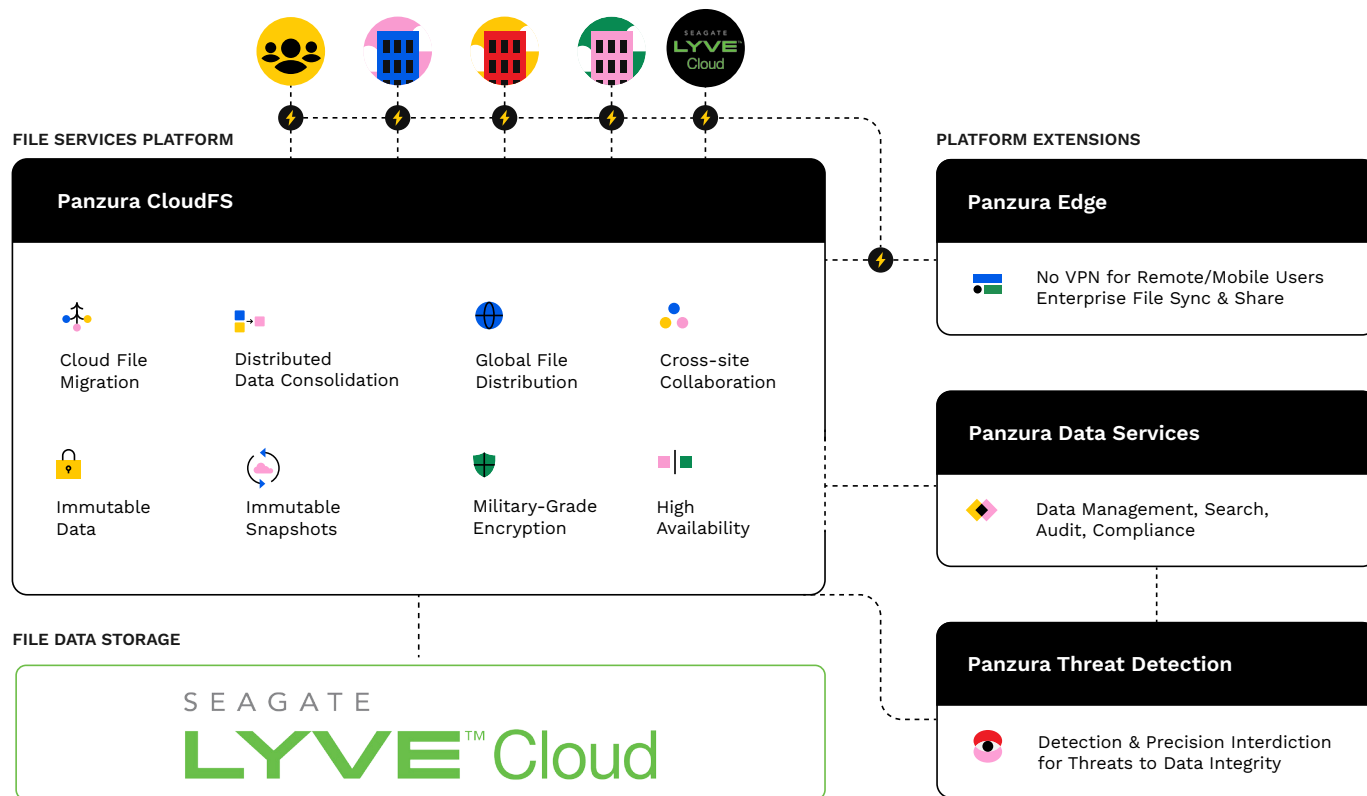 SEAGATE
LYVE™
Cloud
FILE SERVICES PLATFORM
Panzura CloudFS
Cloud File
Migration
Distributed
Data Consolidation
Global File
Distribution
Cross-site
Collaboration
Immutable
Data
Immutable
Snapshots
Military-Grade
Encryption
High
Availability
FILE DATA STORAGE
SEAGATE
LYVE™ Cloud
PLATFORM EXTENSIONS
Panzura Edge
No VPN for Remote/Mobile Users
Enterprise File Sync & Share
Panzura Data Services
Data Management, Search,
Audit, Compliance
Panzura Threat Detection
Detection & Precision Interdiction
for Threats to Data Integrity